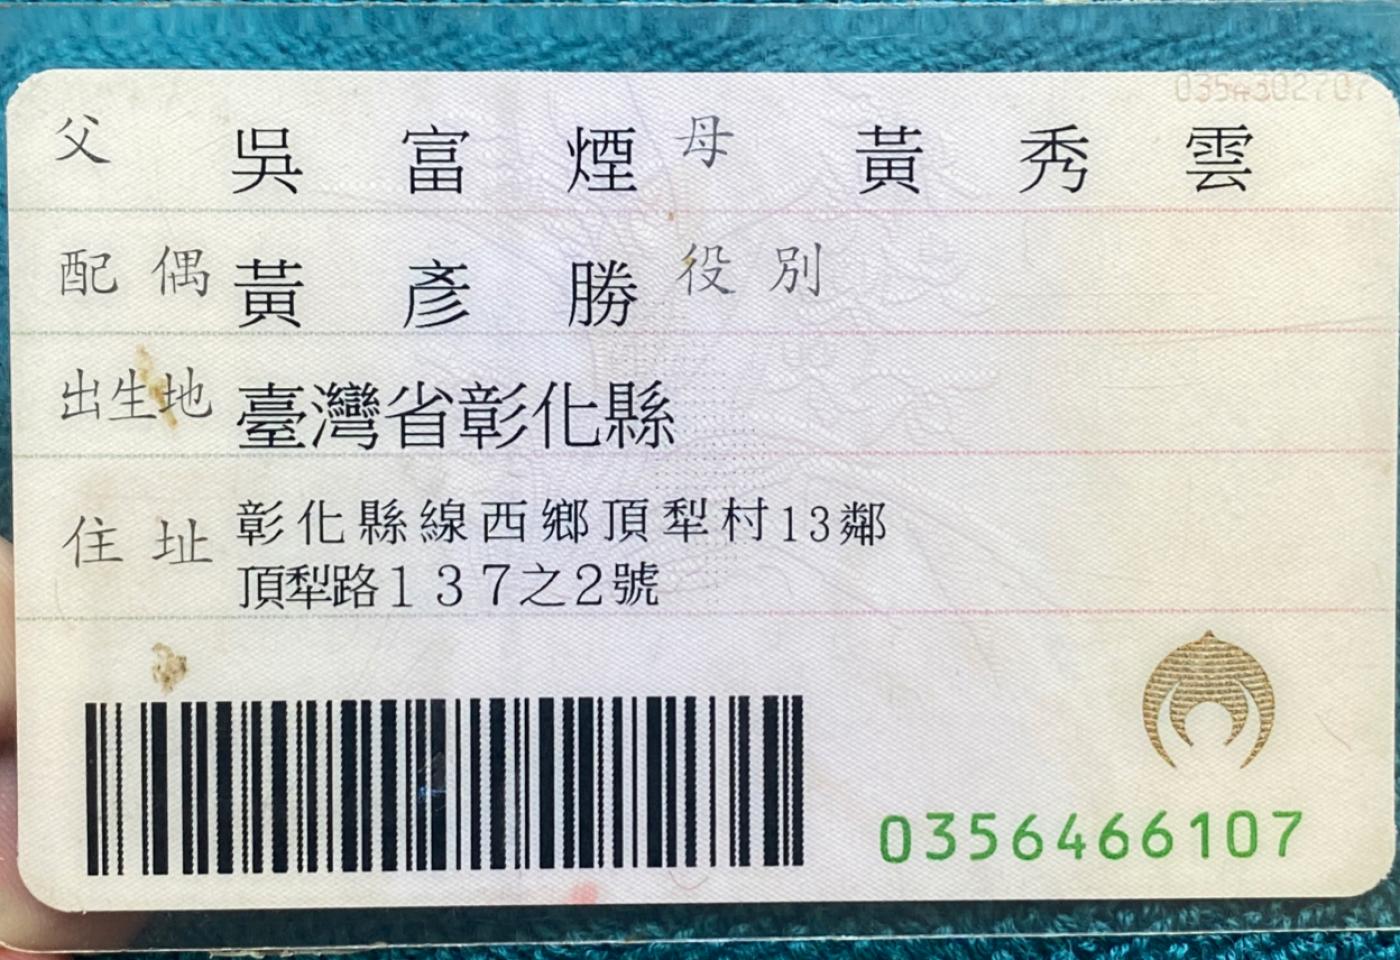 父 吳富煙 母 黃秀雲
配偶 黃彥勝 役別
出生地 臺灣省彰化縣
住址 彰化縣線西鄉頂犁村13鄰
頂犁路137之2號
0356466107